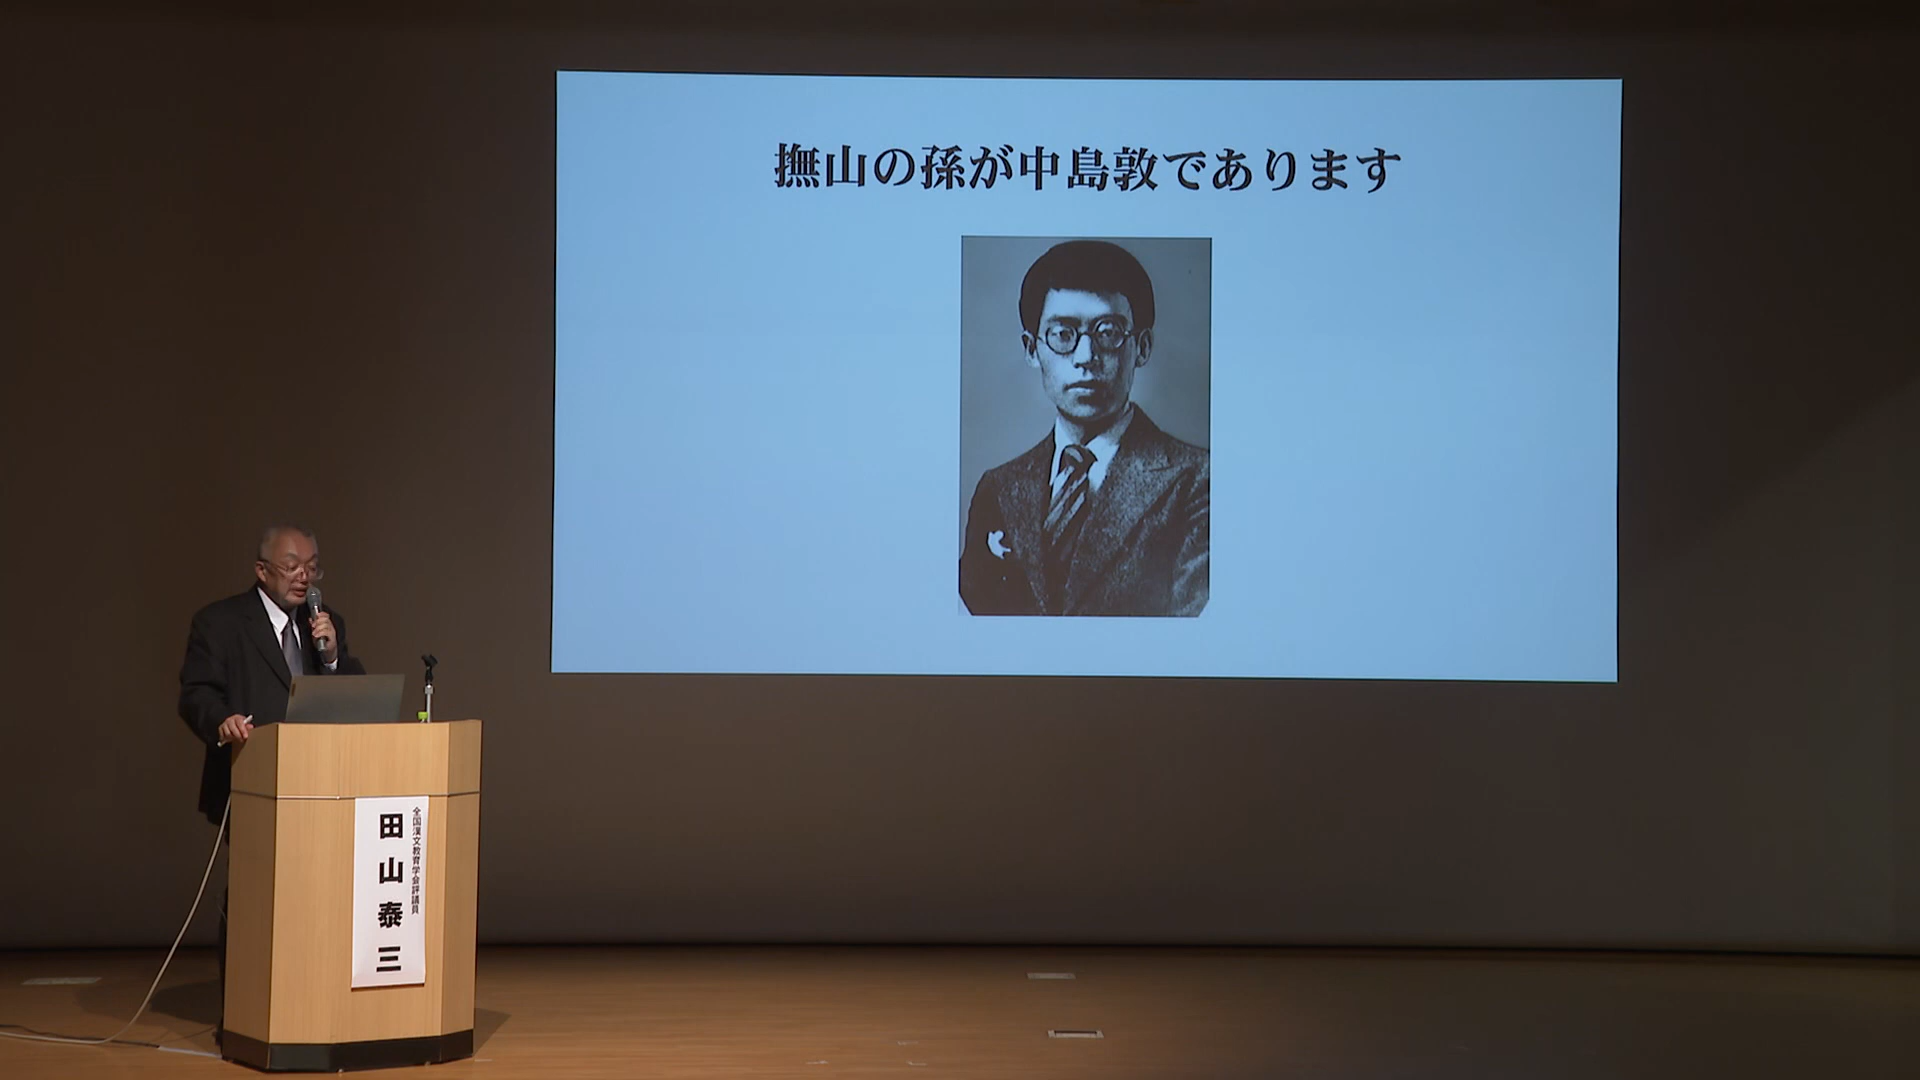 撫山の孫が中島敦であります
全国漢文教育学会評議員
田山泰三